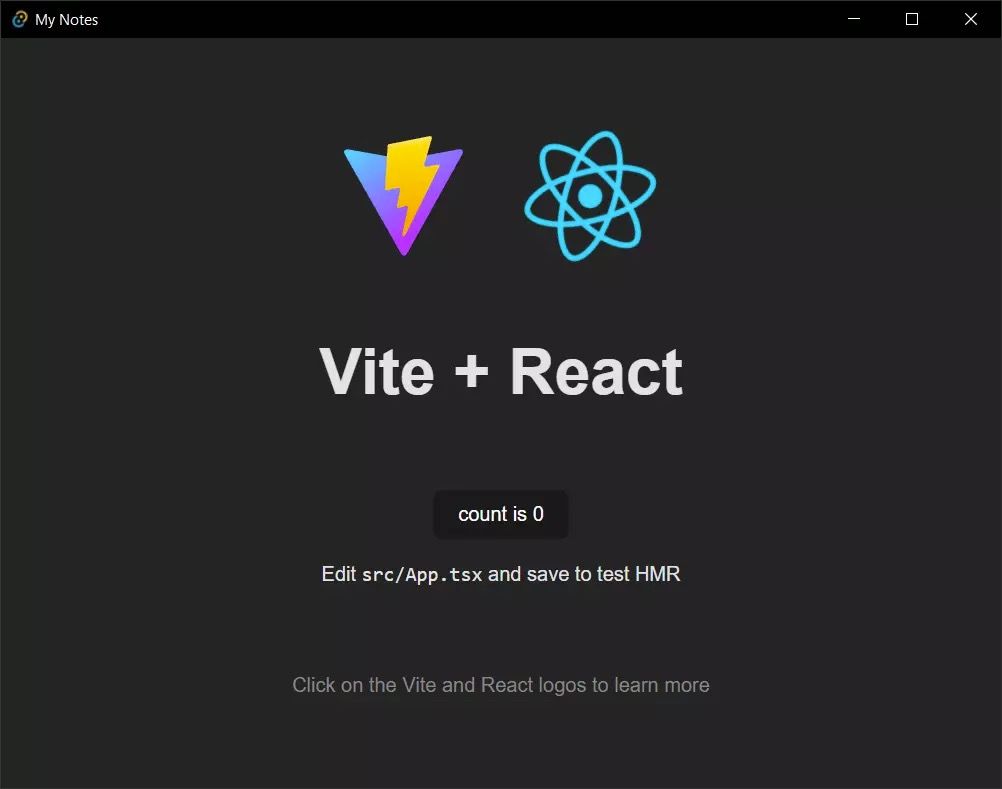 My Notes
Vite + React
count is 0
Edit src/App.tsx and save to test HMR
Click on the Vite and React logos to learn more